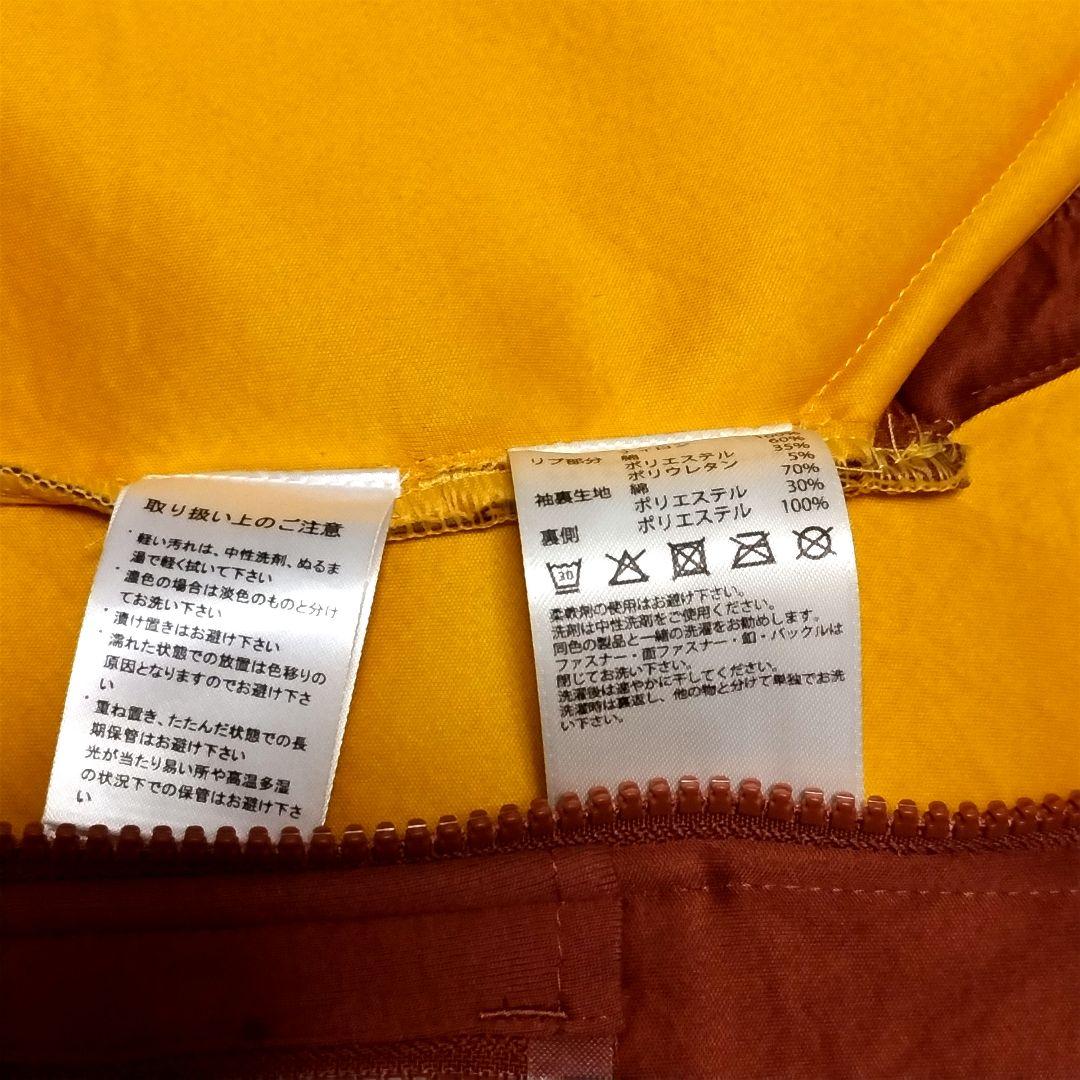 取り扱い上のご注意
・軽い汚れは、中性洗剤、ぬるま
湯で軽く拭いて下さい
・濃色の場合は淡色のものと分け
てお洗い下さい
・漬け置きはお避け下さい
・濡れた状態での放置は色移りの
原因となりますのでお避け下さ
い
・重ね置き、たたんだ状態での長
期保管はお避け下さい
光が当たり易い所や高温多湿
の状況下での保管はお避け下さ
い
100%
リブ部分 綿 60%
ポリエステル 35%
ポリウレタン 5%
袖裏生地 綿 70%
ポリエステル 30%
裏側 ポリエステル 100%
30
柔軟剤の使用はお避け下さい。
洗剤は中性洗剤をご使用ください。
同色の製品と一緒の洗濯をお勧めします。
ファスナー・面ファスナー・釦・バックルは
閉じてお洗い下さい。
洗濯後は速やかに干してください。
洗濯時は裏返し、他の物と分けて単独でお洗
い下さい。